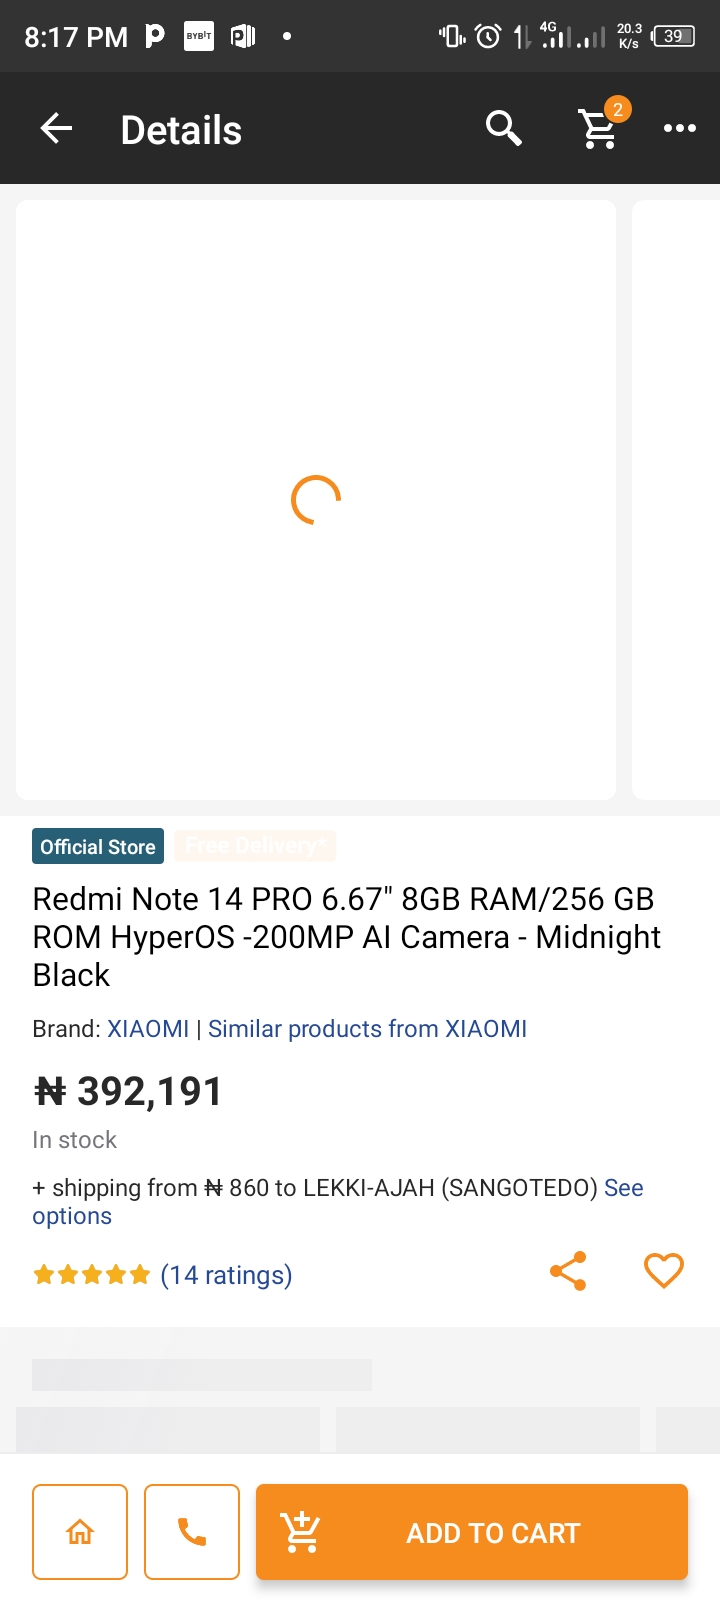 8:17 PM BYBIT 4G 20.3 K/s 39
Details 2
Official Store Free Delivery*
Redmi Note 14 PRO 6.67" 8GB RAM/256 GB
ROM HyperOS -200MP AI Camera - Midnight
Black
Brand: XIAOMI | Similar products from XIAOMI
₦ 392,191
In stock
+ shipping from ₦ 860 to LEKKI-AJAH (SANGOTEDO) See
options
(14 ratings)
ADD TO CART